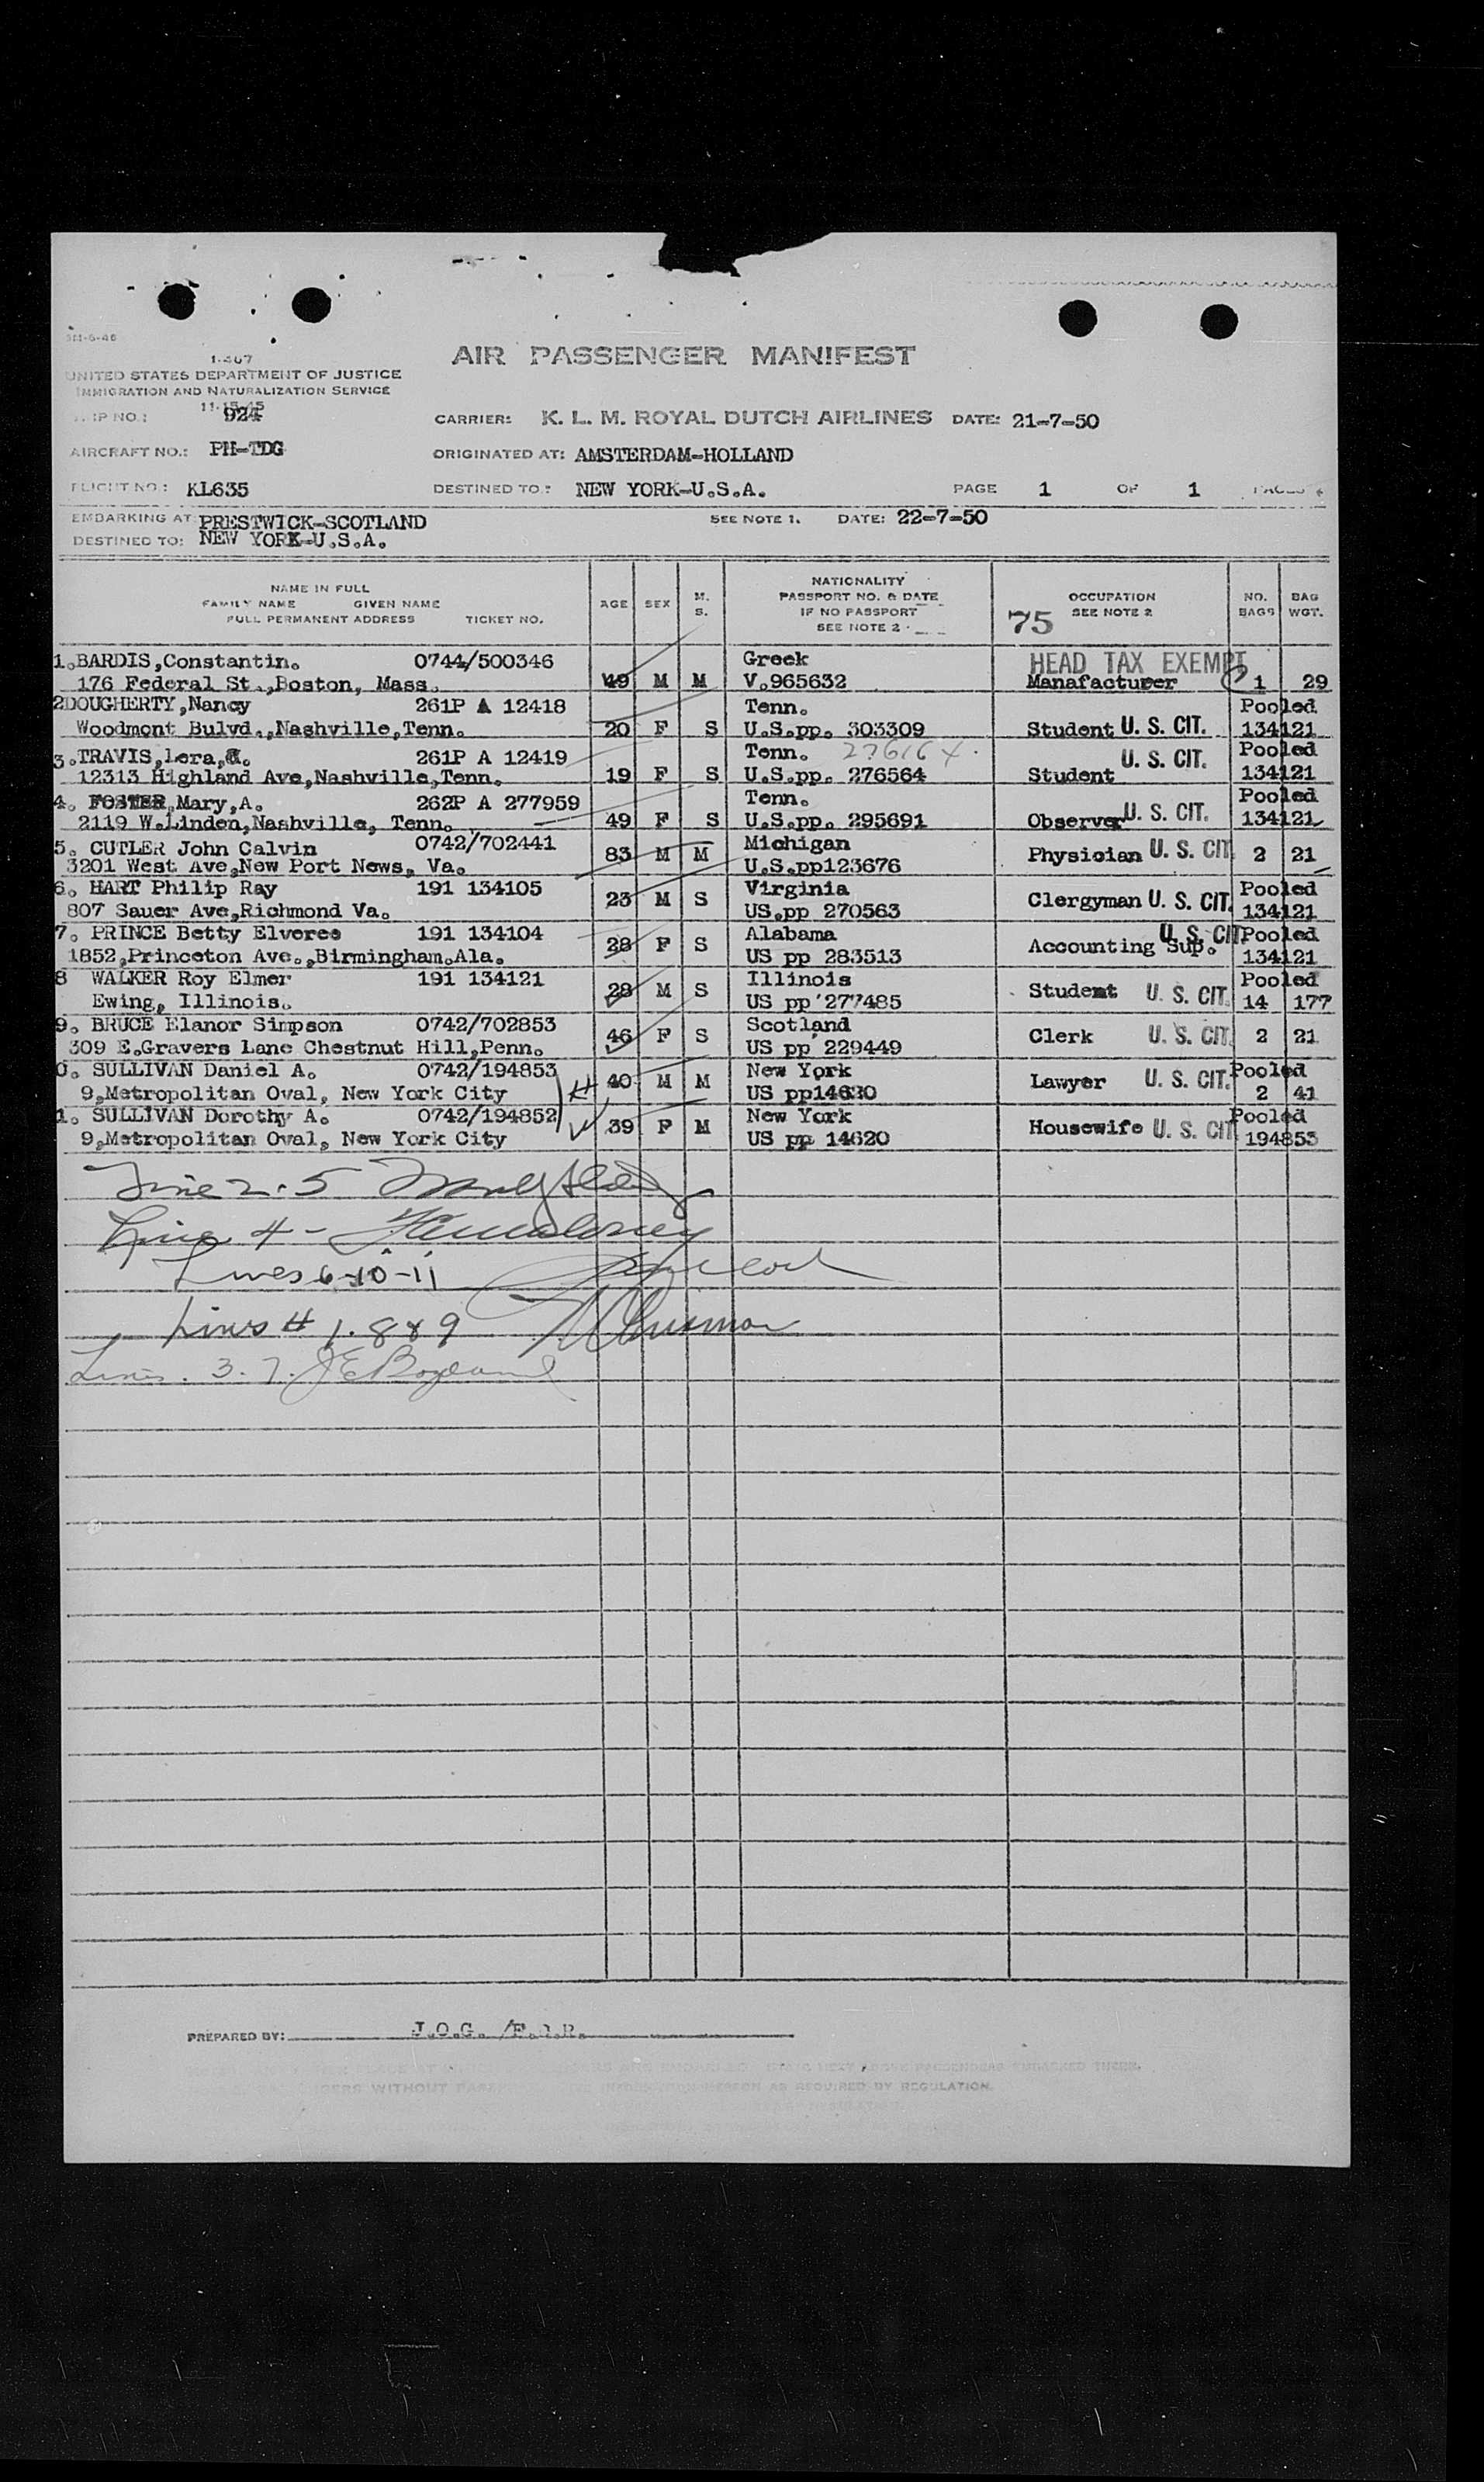 AIR PASSENGER MANIFEST
1-467
UNITED STATES DEPARTMENT OF JUSTICE
IMMIGRATION AND NATURALIZATION SERVICE
11-15-45
924
CARRIER: K. L. M. ROYAL DUTCH AIRLINES DATE: 21-7-50
AIRCRAFT NO.: PH-TDG
ORIGINATED AT: AMSTERDAM-HOLLAND
FLIGHT NO.: KL635 DESTINED TO: NEW YORK-U.S.A. PAGE 1 OF 1
EMBARKING AT: PRESTWICK-SCOTLAND SEE NOTE 1. DATE: 22-7-50
DESTINED TO: NEW YORK-U.S.A.
NAME IN FULL
FAMILY NAME GIVEN NAME
FULL PERMANENT ADDRESS TICKET NO.
AGE SEX M. S.
NATIONALITY
PASSPORT NO. & DATE
IF NO PASSPORT
SEE NOTE 2
75
OCCUPATION
SEE NOTE 2
NO. BAGS
BAG WGT.
1.BARDIS,Constantin. 0744/500346 Greek HEAD TAX EXEMPT
176 Federal St.,Boston, Mass. 49 M M V.965632 Manafacturer 1 29
2DOUGHERTY,Nancy 261P A 12418 Tenn. Pooled
Woodmont Bulvd.,Nashville,Tenn. 20 F S U.S.pp. 303309 Student U. S. CIT. 134121
3.TRAVIS,Lera, 261P A 12419 Tenn. 276164 U. S. CIT. Pooled
12313 Highland Ave,Nashville,Tenn. 19 F S U.S.pp. 276564 Student 134121
4. FOSTER,Mary,A. 262P A 277959 Tenn. Pooled
2119 W.Linden,Nashville, Tenn. 49 F S U.S.pp. 295691 Observer U. S. CIT. 134121
5. CUTLER John Calvin 0742/702441 Michigan
3201 West Ave,New Port News, Va. 83 M M U.S.pp123676 Physician U. S. CIT 2 21
6. HART Philip Ray 191 134105 Virginia Pooled
807 Sauer Ave,Richmond Va. 23 M S US.pp 270563 Clergyman U. S. CIT. 134121
7. PRINCE Betty Elveree 191 134104 Alabama U. S. CIT Pooled
1852,Princeton Ave.,Birmingham.Ala. 28 F S US pp 283513 Accounting Sup. 134121
8 WALKER Roy Elmer 191 134121 Illinois Pooled
Ewing, Illinois. 28 M S US pp 277485 Student U. S. CIT. 14 177
9. BRUCE Elanor Simpson 0742/702853 Scotland
309 E.Gravers Lane Chestnut Hill,Penn. 46 F S US pp 229449 Clerk U. S. CIT. 2 21
0. SULLIVAN Daniel A. 0742/194853 New York Pooled
9,Metropolitan Oval, New York City 40 M M US pp14630 Lawyer U. S. CIT. 2 41
1. SULLIVAN Dorothy A. 0742/194852 New York Pooled
9,Metropolitan Oval, New York City 39 F M US pp 14620 Housewife U. S. CIT 194853
Line 2-5
Line 4 -
Lines 6-10-11
Lines # 1. 8 & 9
Lines. 3-7.
PREPARED BY: J.O.G.